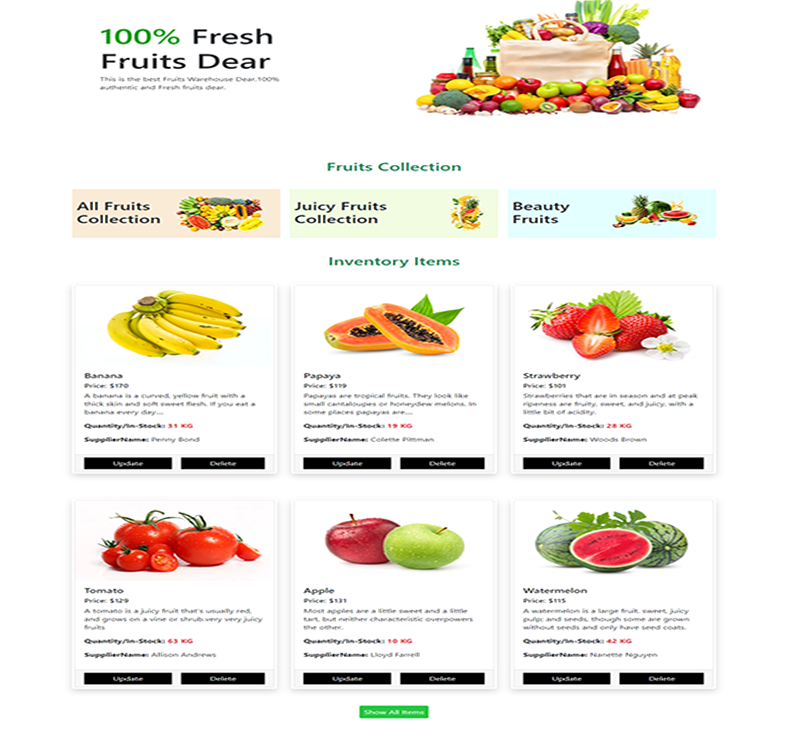 100% Fresh
Fruits Dear
This is the best Fruits Warehouse Dear.100%
authentic and Fresh fruits dear.
Fruits Collection
All Fruits
Collection
Juicy Fruits
Collection
Beauty
Fruits
Inventory Items
Banana
Price: $170
A banana is a curved, yellow fruit with a
thick skin and soft sweet flesh. If you eat a
banana every day....
Quantity/In-Stock: 31 KG
SupplierName: Penny Bond
Update
Delete
Papaya
Price: $119
Papayas are tropical fruits. They look like
small cantaloupes or honeydew melons. In
some places papayas are....
Quantity/In-Stock: 19 KG
SupplierName: Colette Pittman
Update
Delete
Strawberry
Price: $101
Strawberries that are in season and at peak
ripeness are fruity, sweet, and juicy, with a
little bit of acidity.
Quantity/In-Stock: 28 KG
SupplierName: Woods Brown
Update
Delete
Tomato
Price: $129
A tomato is a juicy fruit that's usually red,
and grows on a vine or shrub.very very juicy
fruits
Quantity/In-Stock: 63 KG
SupplierName: Allison Andrews
Update
Delete
Apple
Price: $131
Most apples are a little sweet and a little
tart, but neither characteristic overpowers
the other.
Quantity/In-Stock: 10 KG
SupplierName: Lloyd Farrell
Update
Delete
Watermelon
Price: $115
A watermelon is a large fruit. sweet, juicy
pulp; and seeds, though some are grown
without seeds and only have seed coats.
Quantity/In-Stock: 42 KG
SupplierName: Nanette Nguyen
Update
Delete
Show All Items